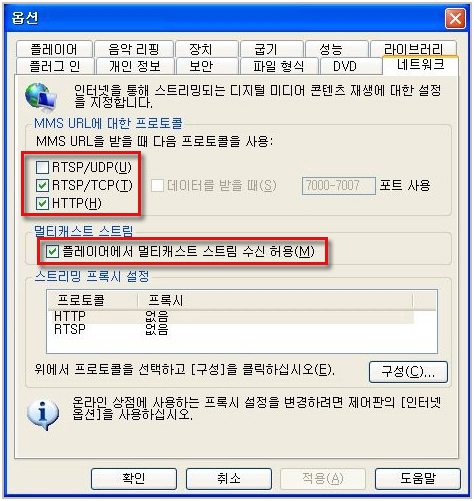 옵션
플레이어 음악 리핑 장치 굽기 성능 라이브러리
플러그 인 개인 정보 보안 파일 형식 DVD 네트워크
인터넷을 통해 스트리밍되는 디지털 미디어 콘텐츠 재생에 대한 설정
을 지정합니다.
MMS URL에 대한 프로토콜
MMS URL을 받을 때 다음 프로토콜을 사용:
RTSP/UDP(U)
RTSP/TCP(T) 데이터를 받을 때(S) 7000-7007 포트 사용
HTTP(H)
멀티캐스트 스트림
플레이어에서 멀티캐스트 스트림 수신 허용(M)
스트리밍 프록시 설정
프로토콜 프록시
HTTP 없음
RTSP 없음
위에서 프로토콜을 선택하고 [구성]을 클릭하십시오(E).
구성(C)...
온라인 상점에 사용하는 프록시 설정을 변경하려면 제어판의 [인터넷
옵션]을 사용하십시오.
확인 취소 적용(A) 도움말